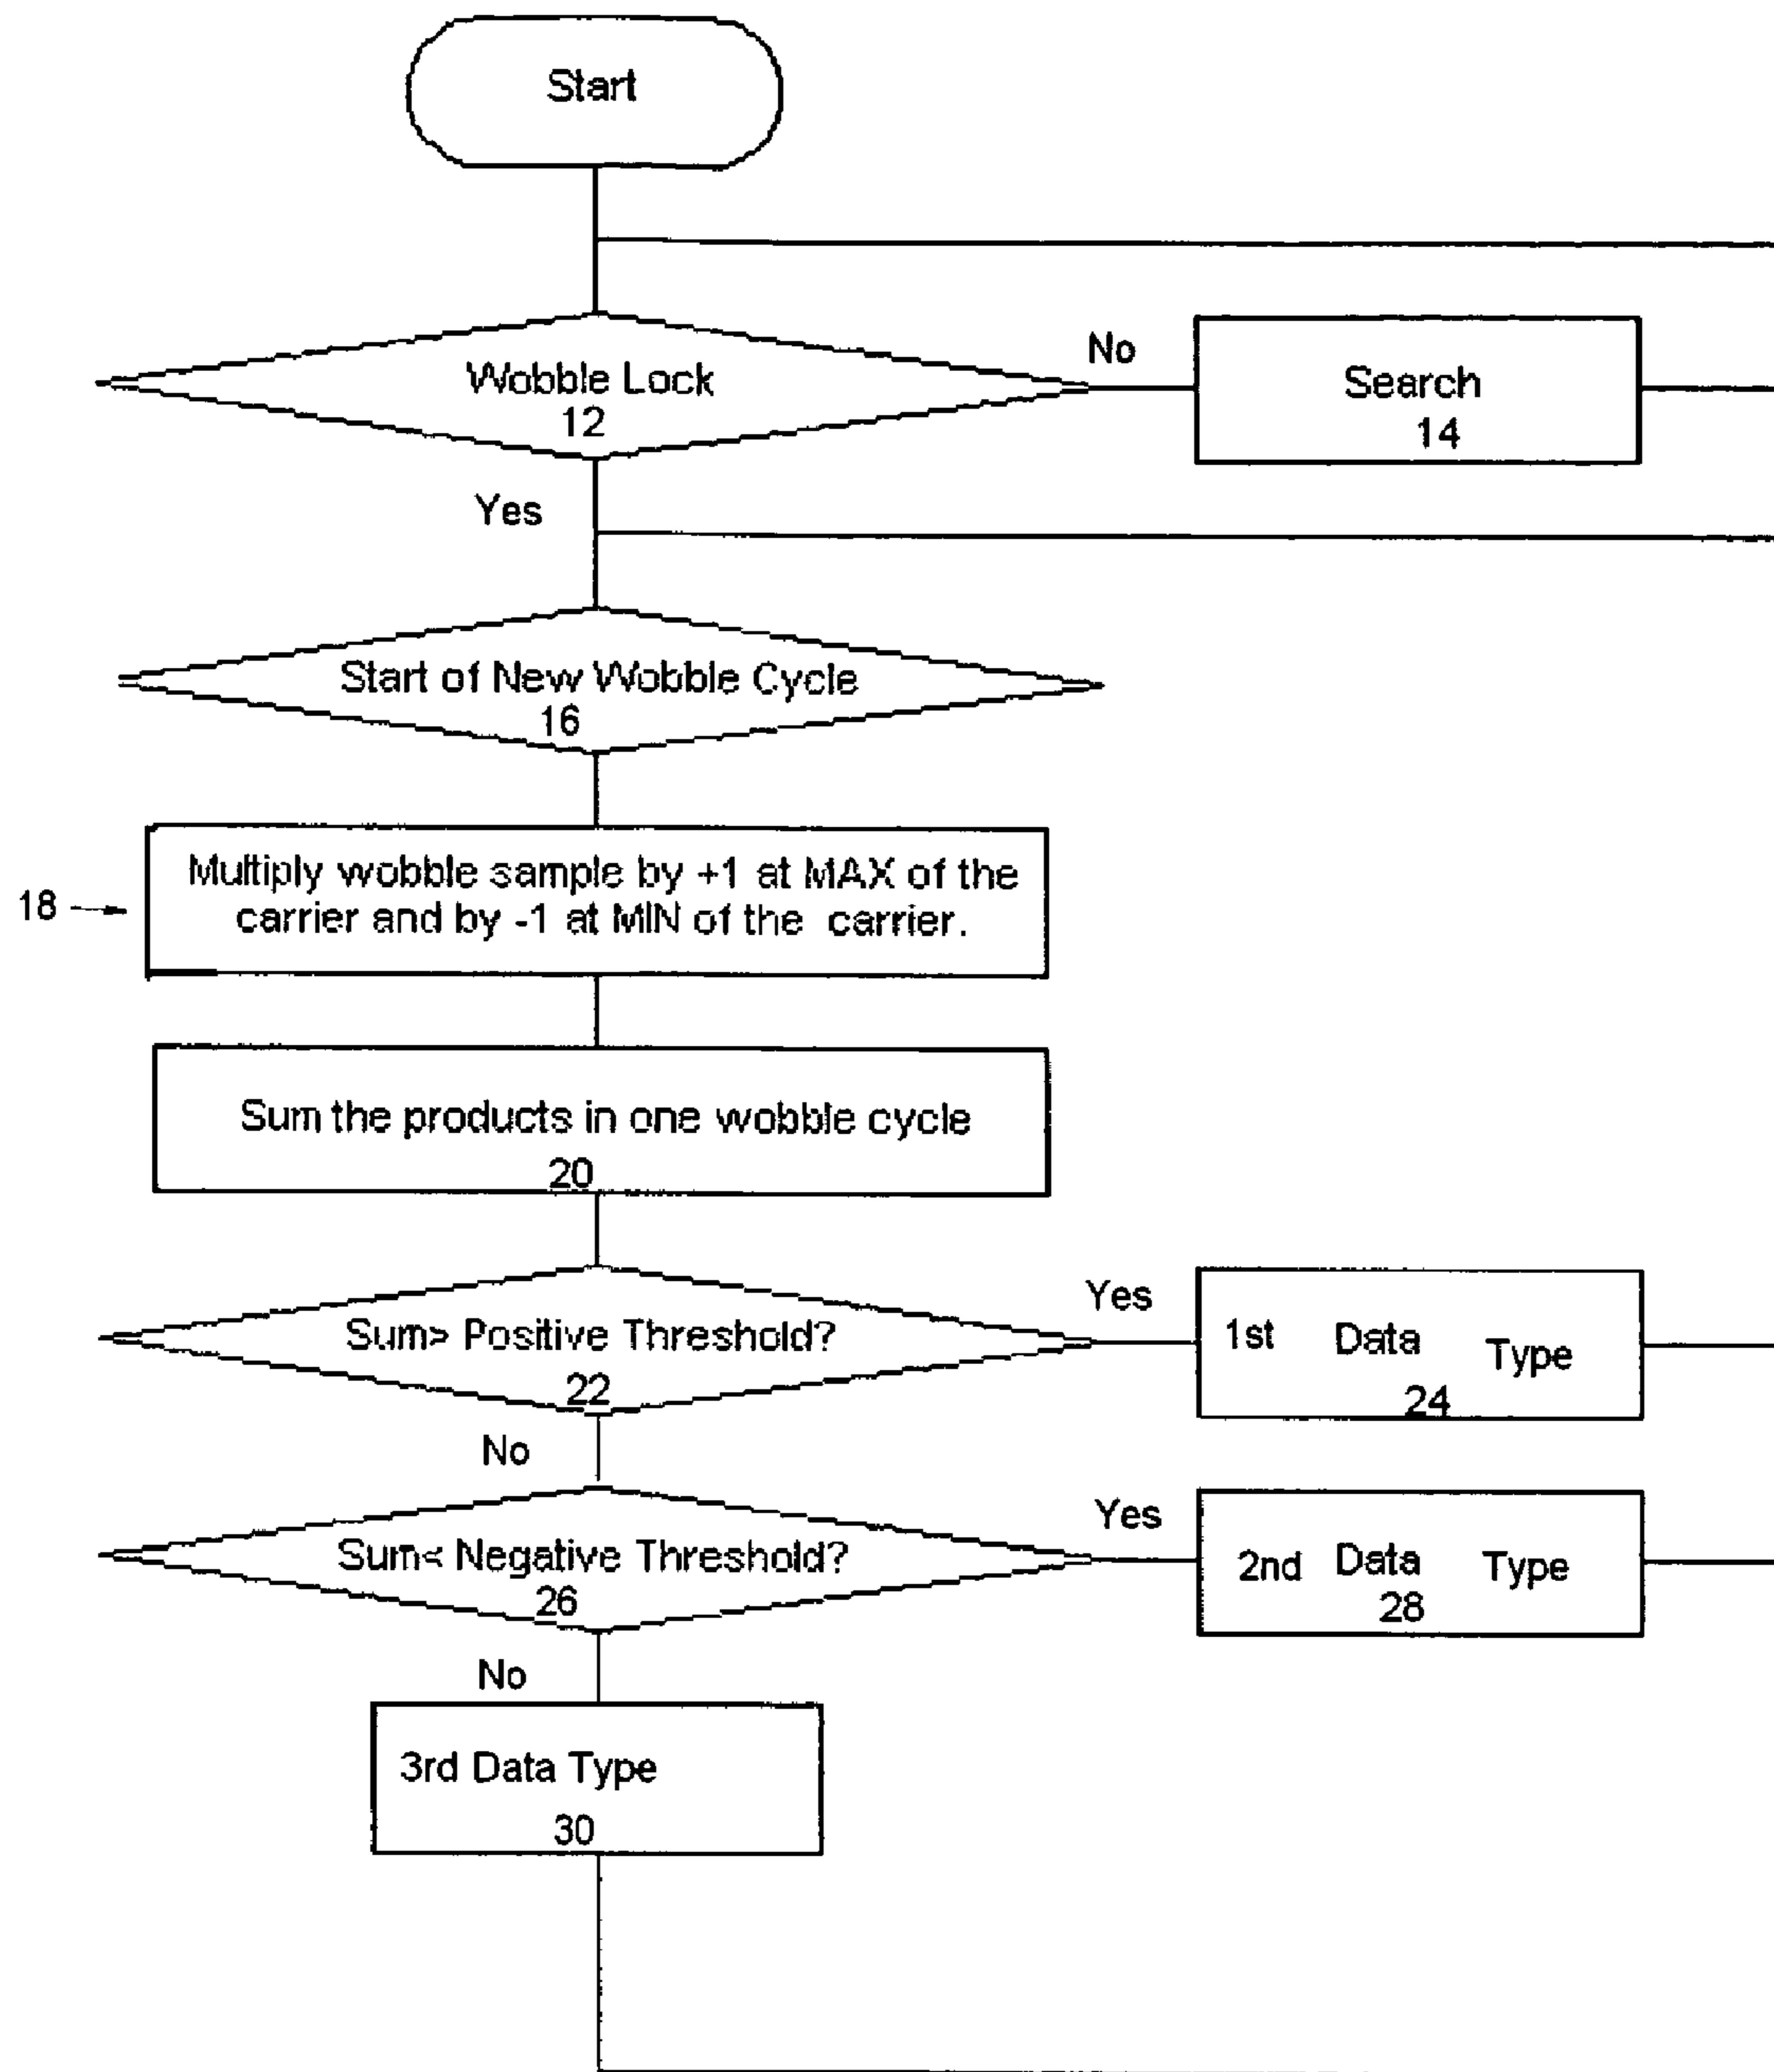 Start
Wobble Lock
12
No
Search
14
Yes
Start of New Wobble Cycle
16
18
Multiply wobble sample by +1 at MAX of the
carrier and by -1 at MIN of the carrier.
Sum the products in one wobble cycle
20
Sum> Positive Threshold?
22
Yes
1st Data Type
24
No
Sum< Negative Threshold?
26
Yes
2nd Data Type
28
No
3rd Data Type
30